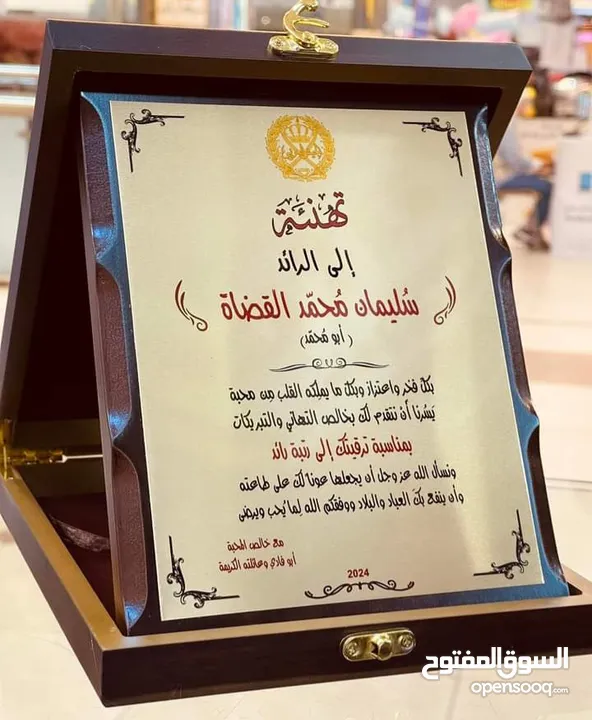 تهنئة
إلى الرائد
سُليمان مُحمّد القضاة
(أبو مُحمّد)
بكل فخر واعتزاز وبكل ما يملكه القلب من محبة
يَسُرنا أن نتقدم لك بخالص التهاني والتبريكات
بمناسبة ترقيتك إلى رتبة رائد
ونسأل الله عز وجل أن يجعلها عونا لك على طاعته
وأن ينفع بك العباد والبلاد ووفقكم الله لما يُحب ويرضى
مع خالص المحبة
أبو فادي وعائلته الكريمة
2024
السوق المفتوح
opensooq.com